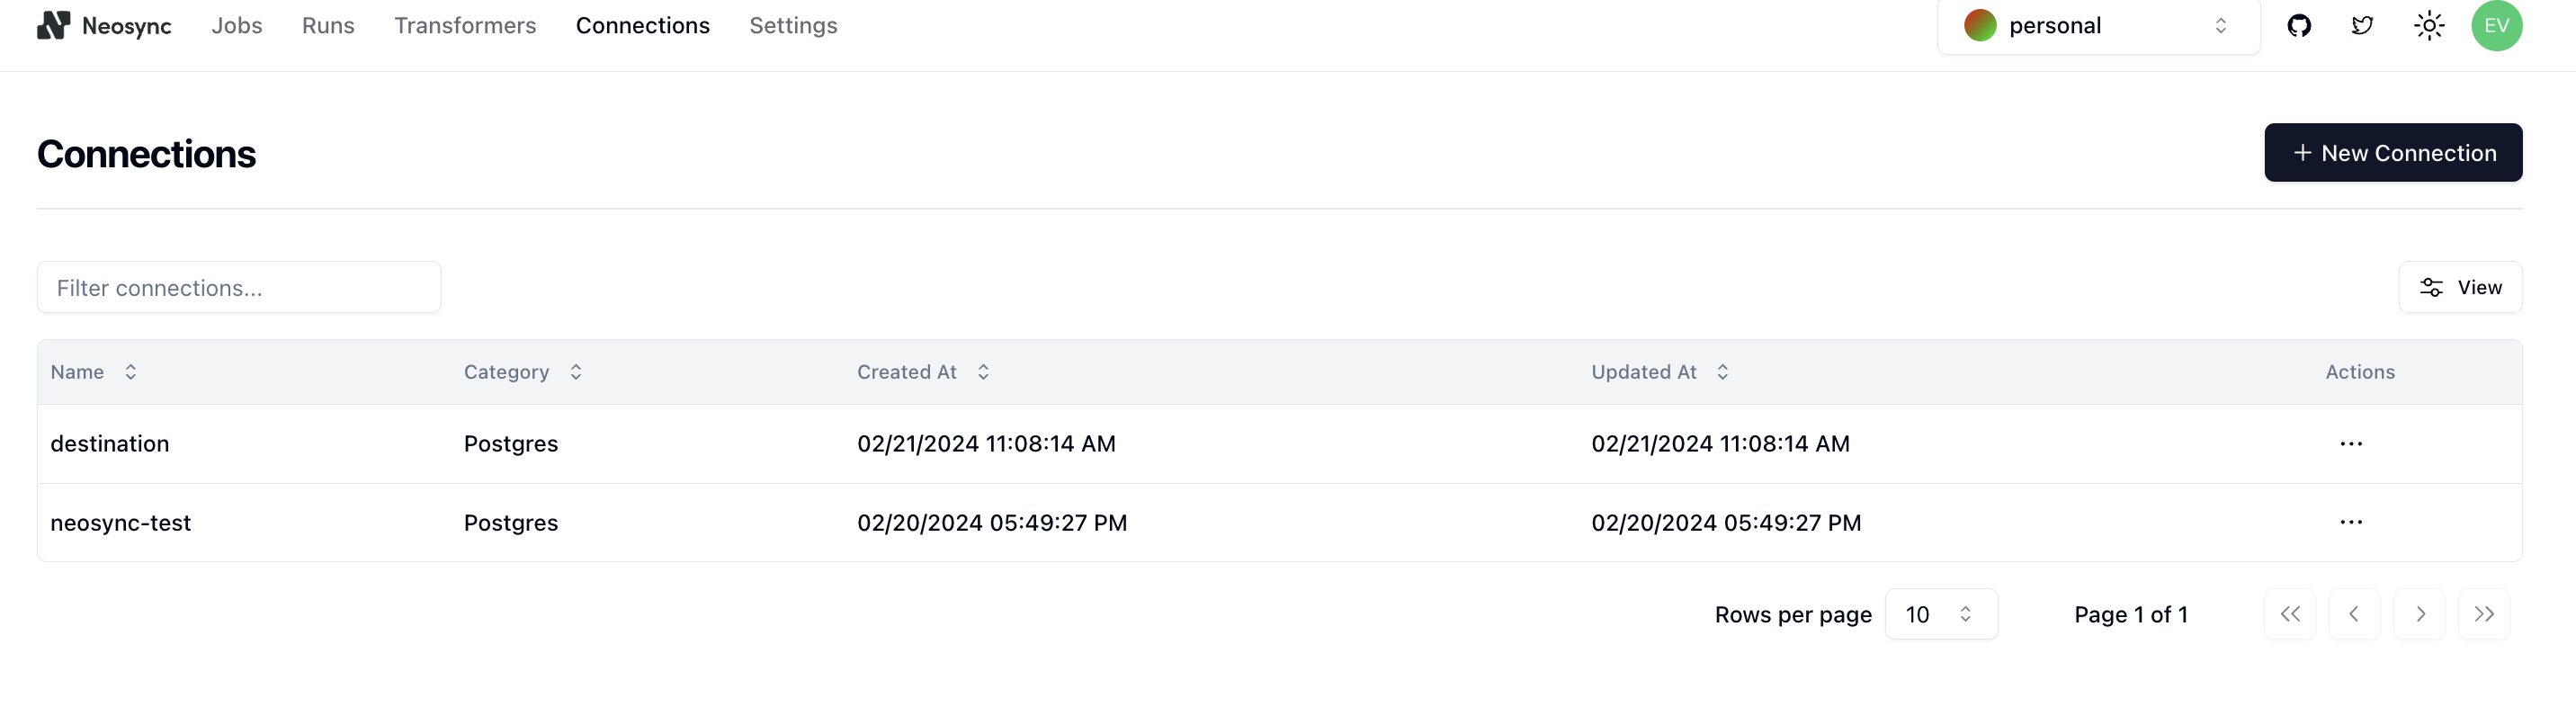 Neosync Jobs Runs Transformers Connections Settings personal EV
Connections + New Connection
Filter connections... View
Name Category Created At Updated At Actions
destination Postgres 02/21/2024 11:08:14 AM 02/21/2024 11:08:14 AM ...
neosync-test Postgres 02/20/2024 05:49:27 PM 02/20/2024 05:49:27 PM ...
Rows per page 10 Page 1 of 1